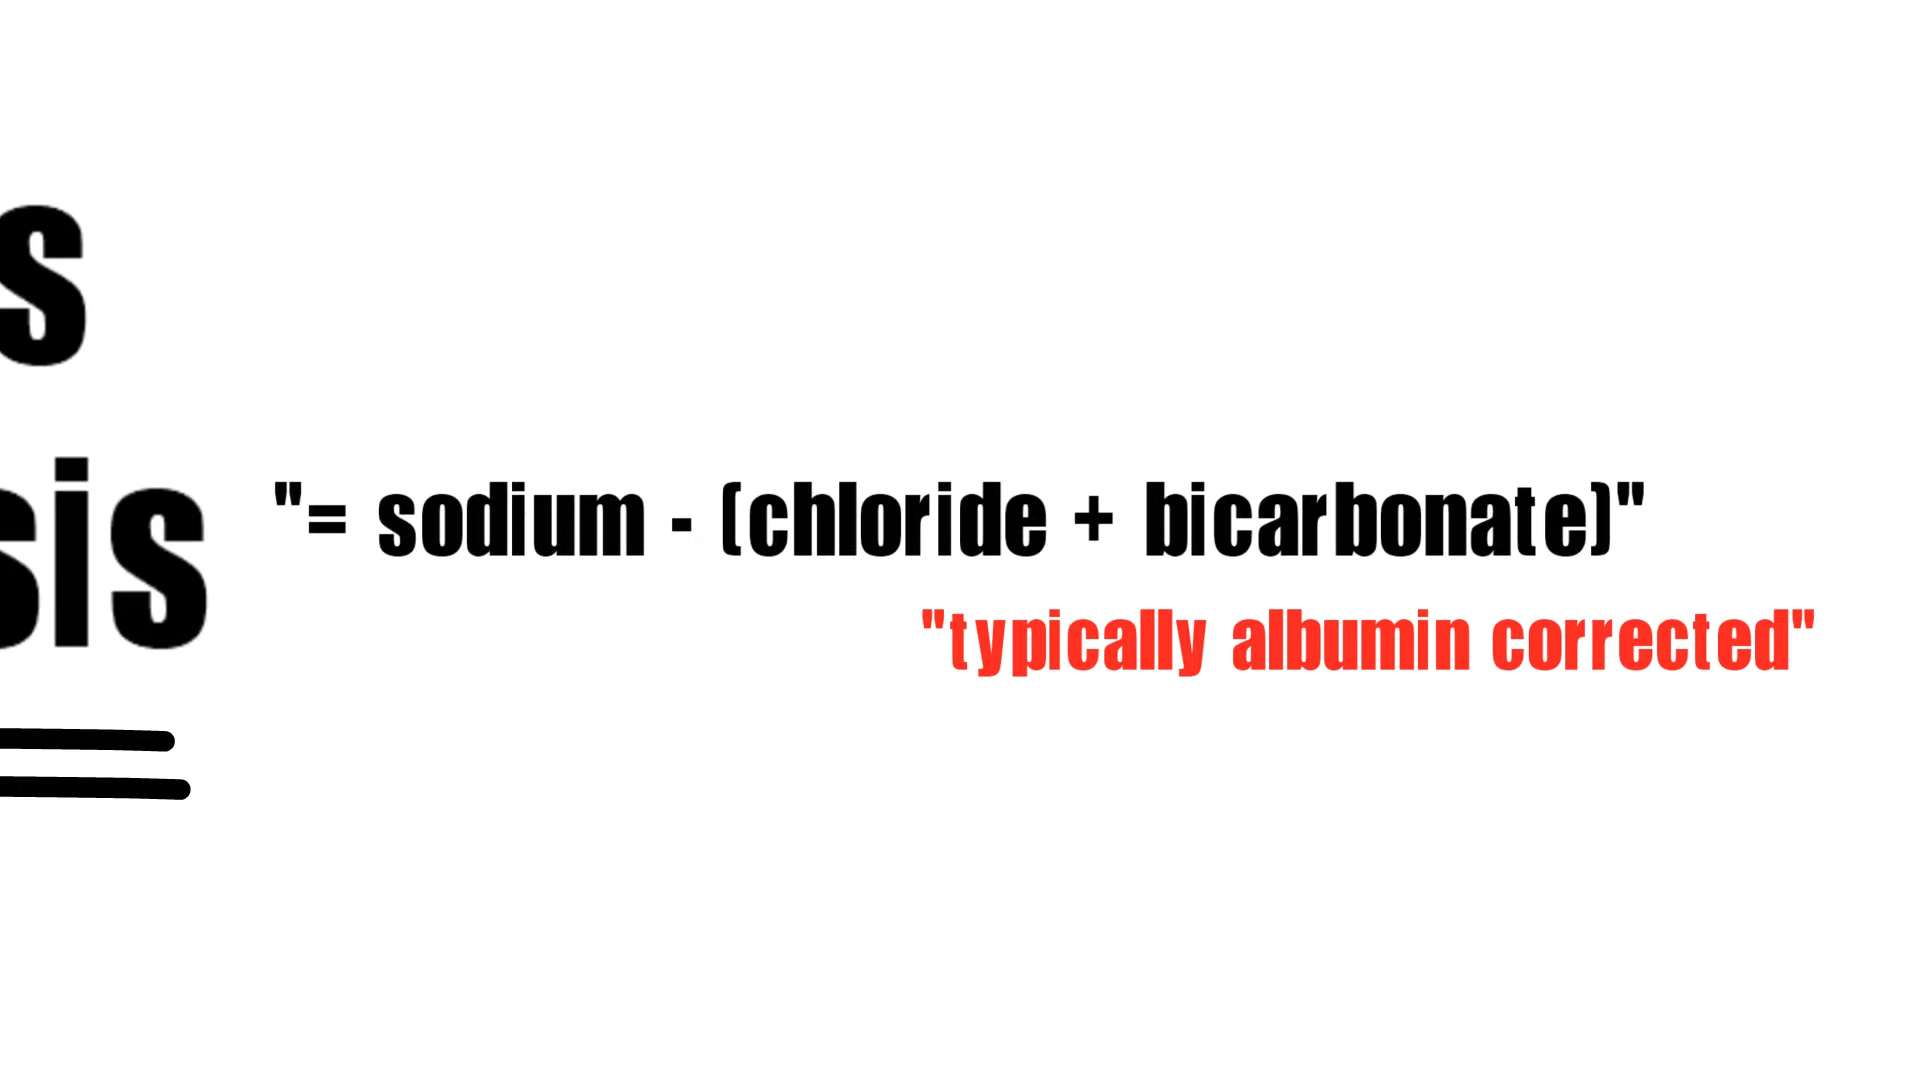 s
sis "= sodium - (chloride + bicarbonate)"
"typically albumin corrected"